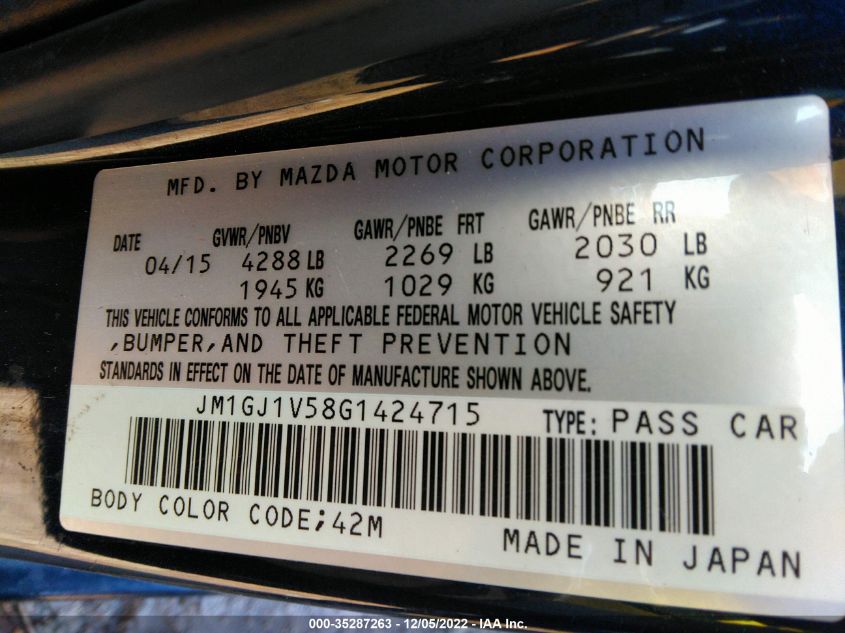 MFD. BY MAZDA MOTOR CORPORATION
DATE GVWR/PNBV GAWR/PNBE FRT GAWR/PNBE RR
04/15 4288 LB 2269 LB 2030 LB
1945 KG 1029 KG 921 KG
THIS VEHICLE CONFORMS TO ALL APPLICABLE FEDERAL MOTOR VEHICLE SAFETY
,BUMPER,AND THEFT PREVENTION
STANDARDS IN EFFECT ON THE DATE OF MANUFACTURE SHOWN ABOVE.
JM1GJ1V58G1424715 TYPE: PASS CAR
BODY COLOR CODE;42M
MADE IN JAPAN
000-35287263 - 12/05/2022 - IAA Inc.